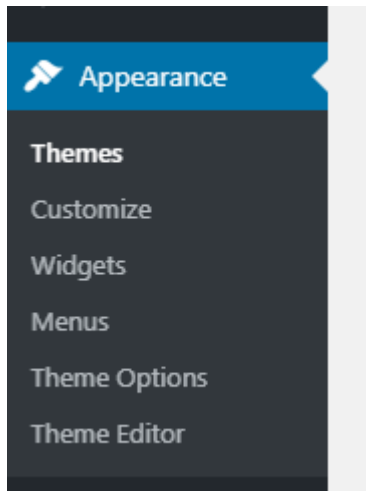 Appearance
Themes
Customize
Widgets
Menus
Theme Options
Theme Editor